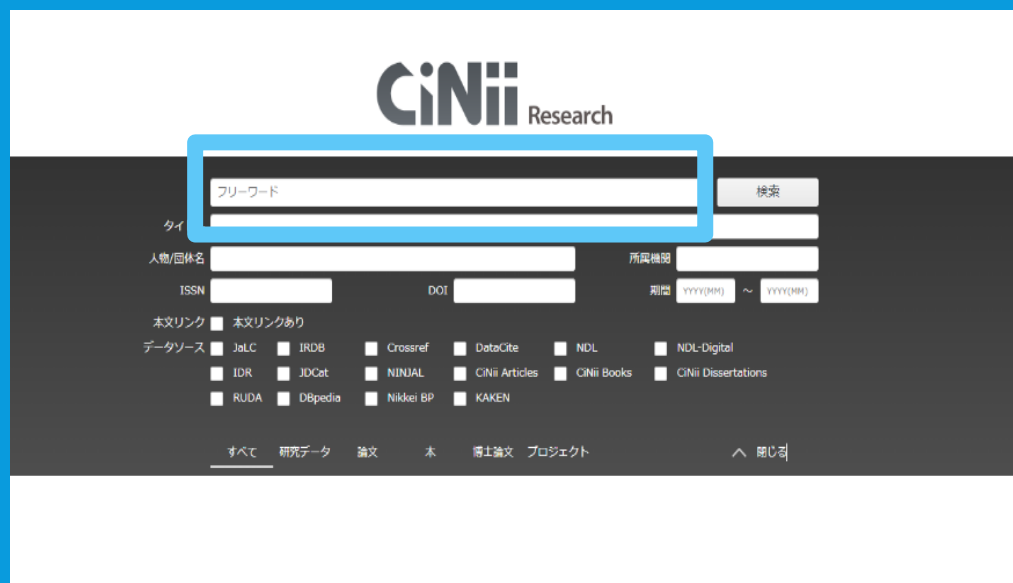 CiNii Research
フリーワード 検索
タイ
人物/団体名 所属機関
ISSN DOI 期間 YYYY(MM) ～ YYYY(MM)
本文リンク 本文リンクあり
データソース JaLC IRDB Crossref DataCite NDL NDL-Digital
IDR JDCat NINJAL CiNii Articles CiNii Books CiNii Dissertations
RUDA DBpedia Nikkei BP KAKEN
すべて 研究データ 論文 本 博士論文 プロジェクト 閉じる